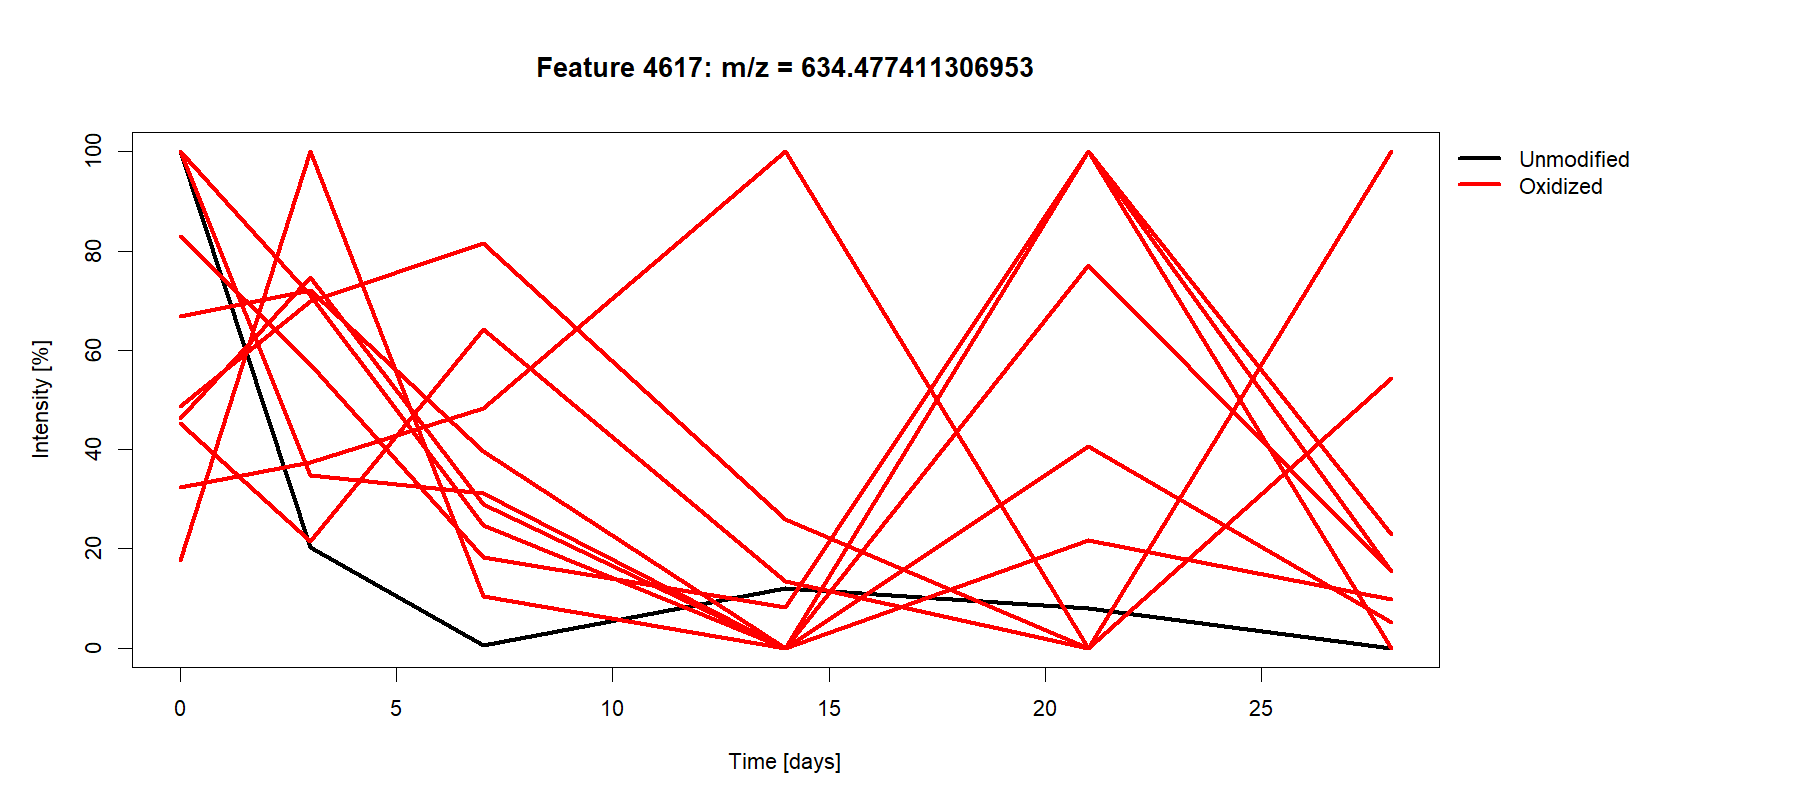 Feature 4617: m/z = 634.477411306953
Unmodified
Oxidized
Intensity [%]
100
80
60
40
20
0
0 5 10 15 20 25
Time [days]